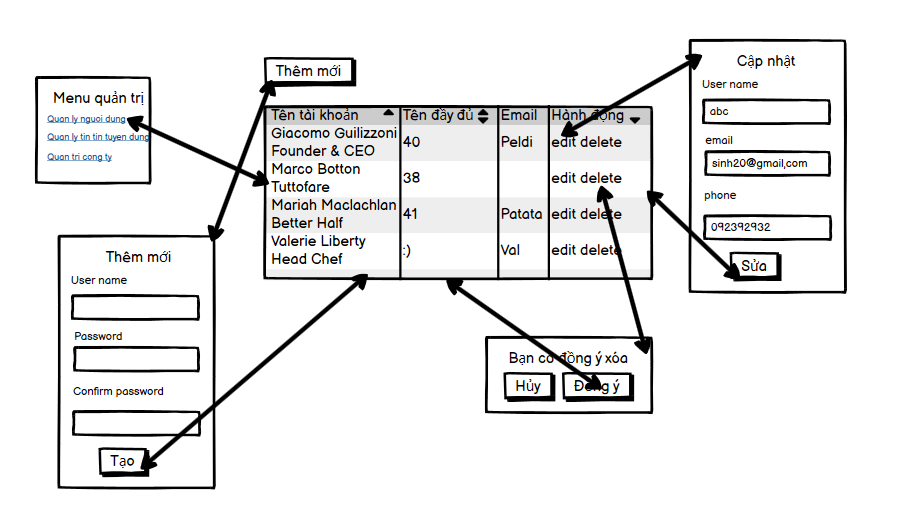 Menu quản trị
Quan ly nguoi dung
Quan ly tin tin tuyen dung
Quan tri cong ty
Thêm mới
Tên tài khoản Tên đầy đủ Email Hành động
Giacomo Guilizzoni
Founder & CEO 40 Peldi edit delete
Marco Botton
Tuttofare 38 edit delete
Mariah Maclachlan
Better Half 41 Patata edit delete
Valerie Liberty
Head Chef :) Val edit delete
Cập nhật
User name
abc
email
sinh20@gmail,com
phone
092392932
Sửa
Thêm mới
User name
Password
Confirm password
Tạo
Bạn có đồng ý xóa
Hủy Đồng ý